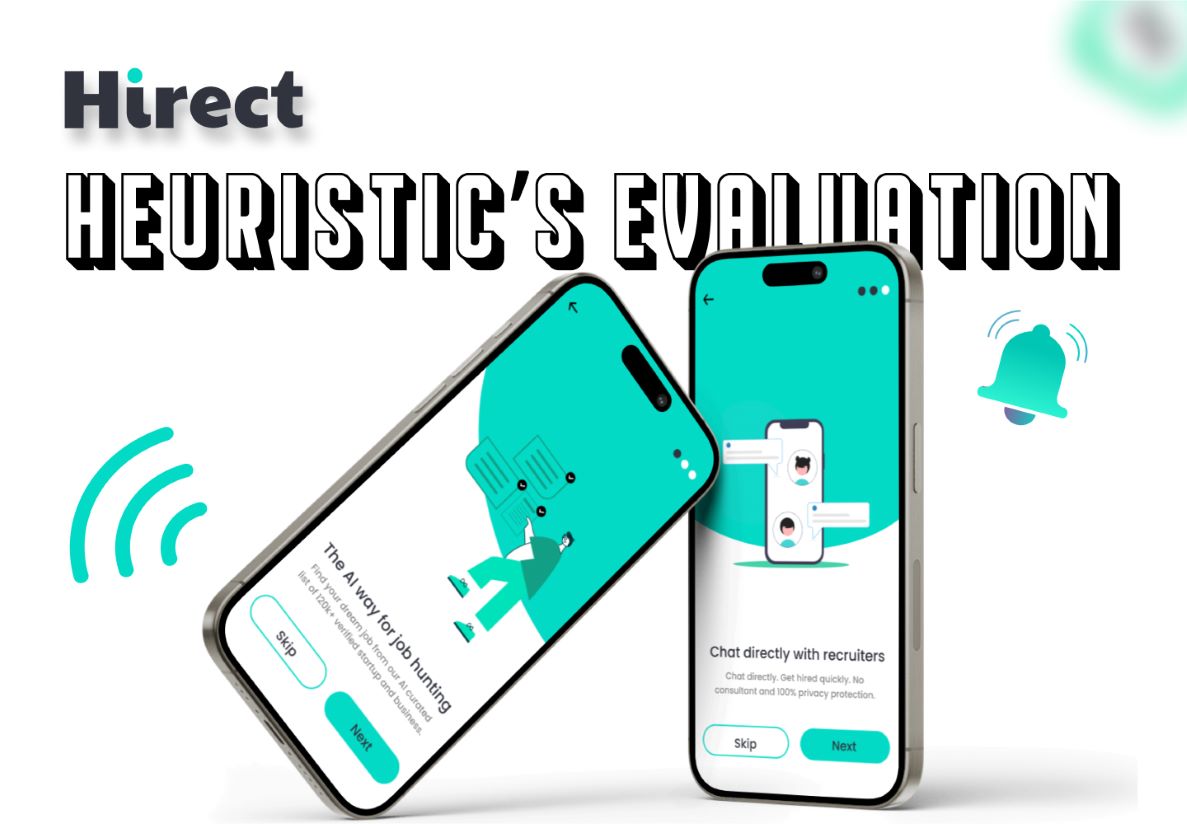 Hirect
HEURISTIC'S EVALUATION
The AI way for job hunting
Find your dream job from our AI curated
list of 120k+ verified startup and business.
Skip
Next
Chat directly with recruiters
Chat directly. Get hired quickly. No
consultant and 100% privacy protection.
Skip
Next